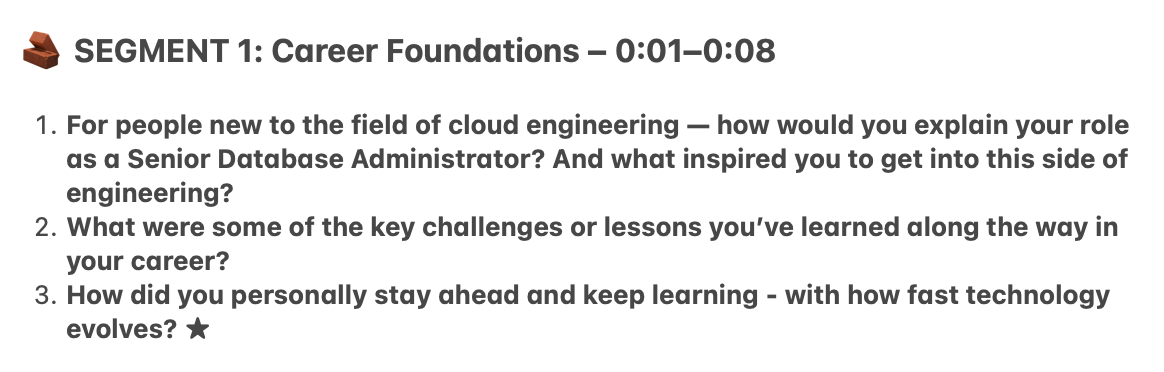 🧱 SEGMENT 1: Career Foundations – 0:01–0:08
1. For people new to the field of cloud engineering — how would you explain your role
as a Senior Database Administrator? And what inspired you to get into this side of
engineering?
2. What were some of the key challenges or lessons you’ve learned along the way in
your career?
3. How did you personally stay ahead and keep learning - with how fast technology
evolves? ★